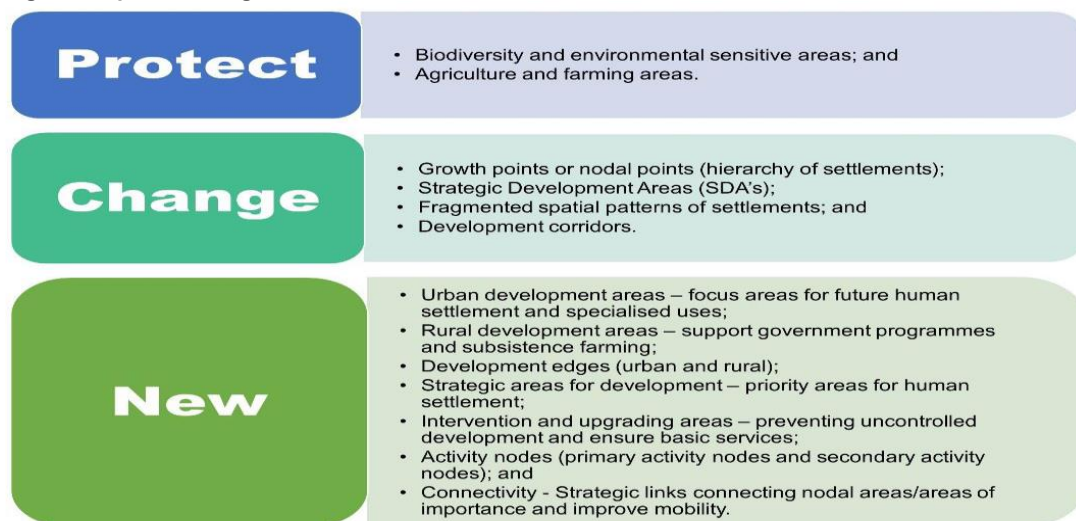 Protect
• Biodiversity and environmental sensitive areas; and
• Agriculture and farming areas.
Change
• Growth points or nodal points (hierarchy of settlements);
• Strategic Development Areas (SDA's);
• Fragmented spatial patterns of settlements; and
• Development corridors.
New
• Urban development areas – focus areas for future human
settlement and specialised uses;
• Rural development areas – support government programmes
and subsistence farming;
• Development edges (urban and rural);
• Strategic areas for development – priority areas for human
settlement;
• Intervention and upgrading areas – preventing uncontrolled
development and ensure basic services;
• Activity nodes (primary activity nodes and secondary activity
nodes); and
• Connectivity - Strategic links connecting nodal areas/areas of
importance and improve mobility.